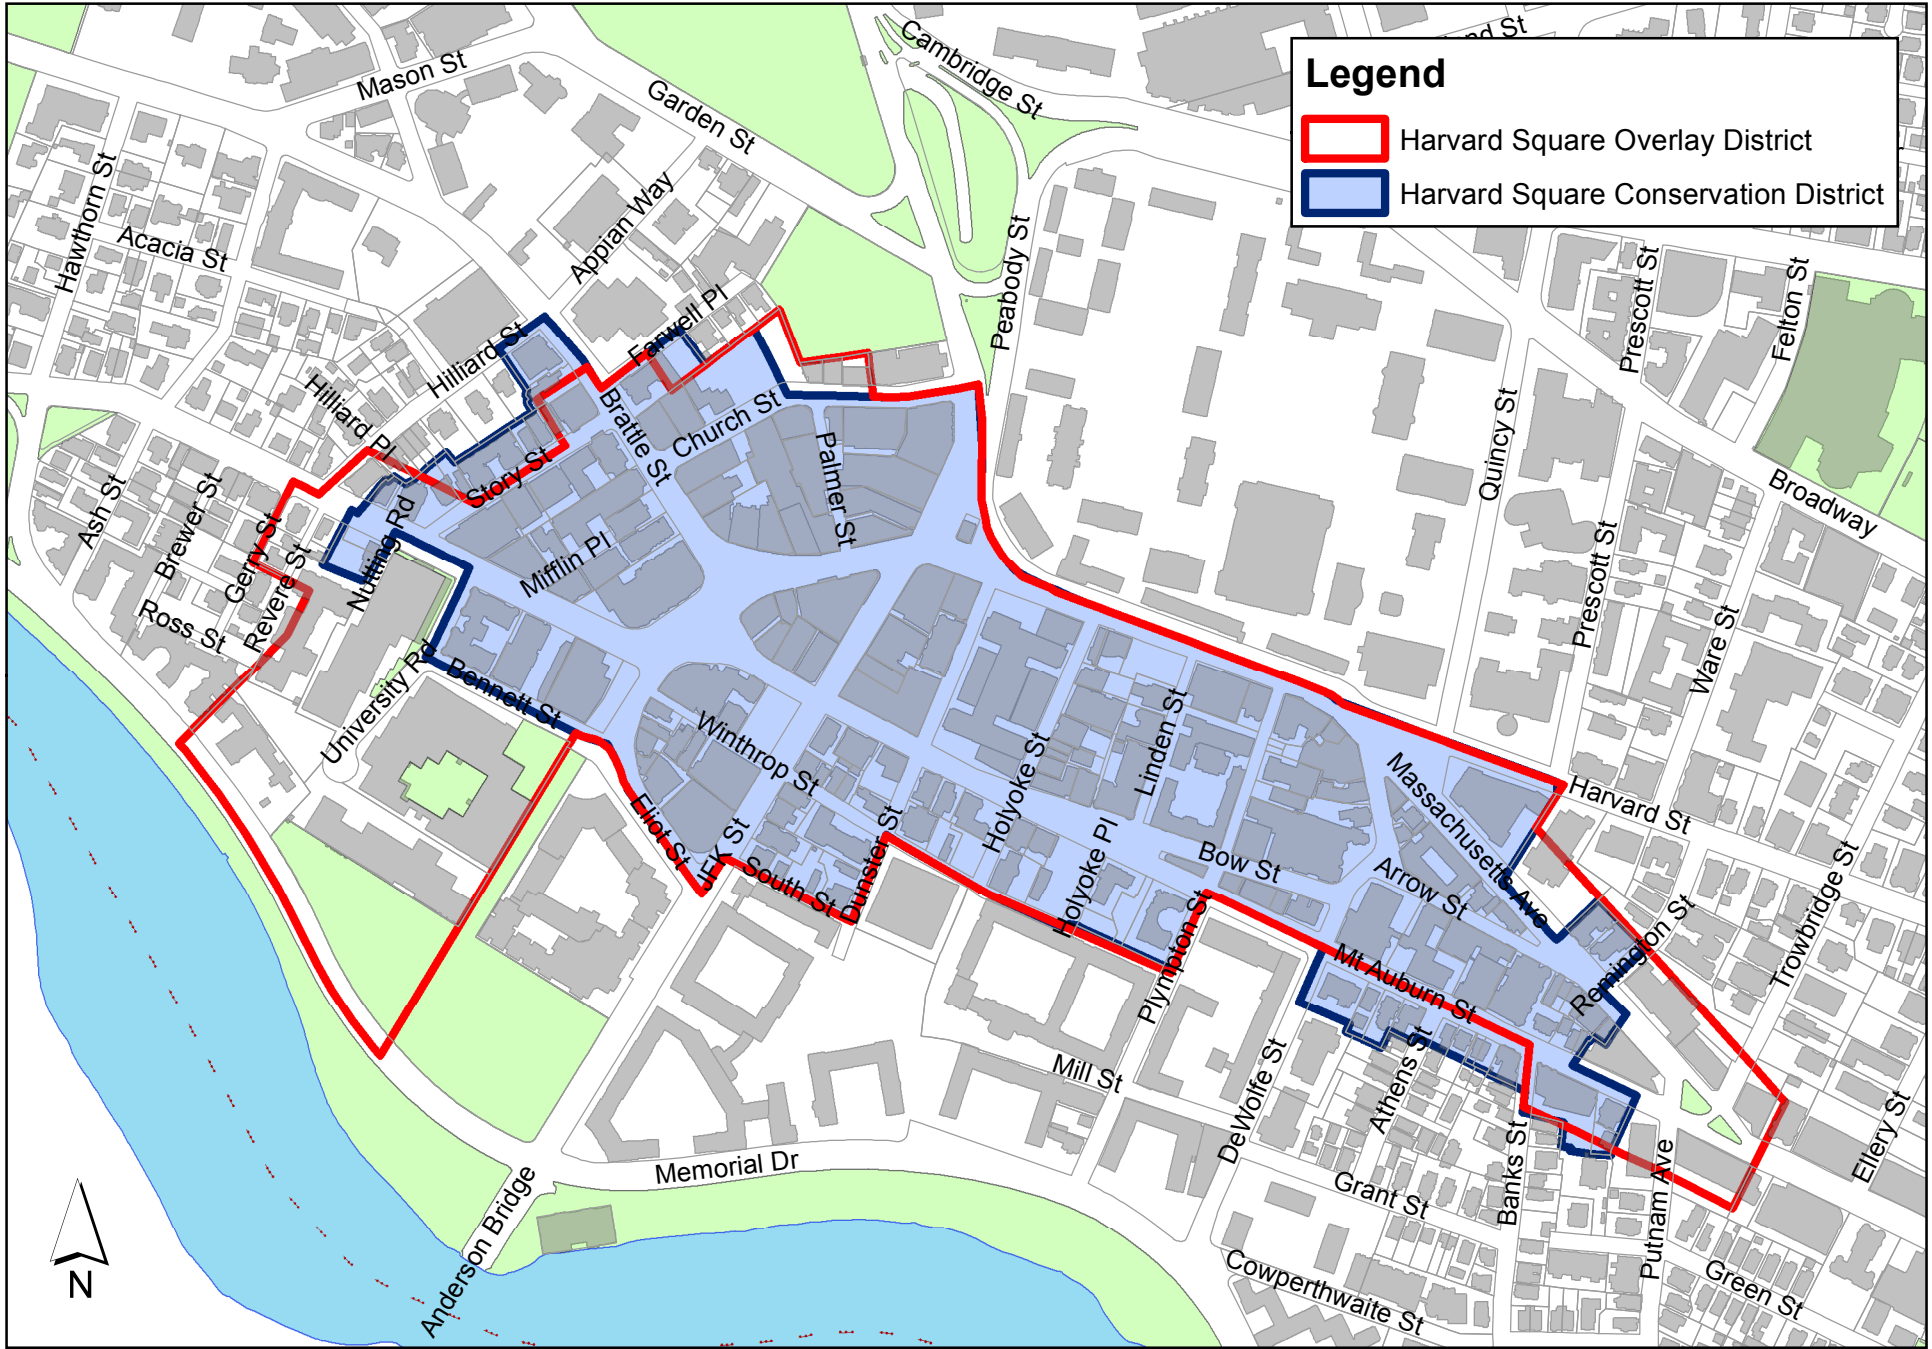 Legend
Harvard Square Overlay District
Harvard Square Conservation District
Mason St
Garden St
Cambridge St
Hawthorn St
Acacia St
Appian Way
Peabody St
Prescott St
Felton St
Farwell Pl
Hilliard St
Hilliard Pl
Brattle St
Church St
Palmer St
Story St
Quincy St
Broadway
Ash St
Brewer St
Gerry St
Revere St
Nutting Rd
Mifflin Pl
Ross St
Prescott St
Ware St
University Rd
Bennett St
Winthrop St
Holyoke St
Linden St
Massachusetts Ave
Harvard St
Eliot St
JFK St
South St
Dunster St
Holyoke Pl
Bow St
Arrow St
Trowbridge St
Remington St
Plympton St
Mt Auburn St
Mill St
DeWolfe St
Athens St
Banks St
Putnam Ave
Ellery St
Memorial Dr
Grant St
Anderson Bridge
Cowperthwaite St
Green St
N